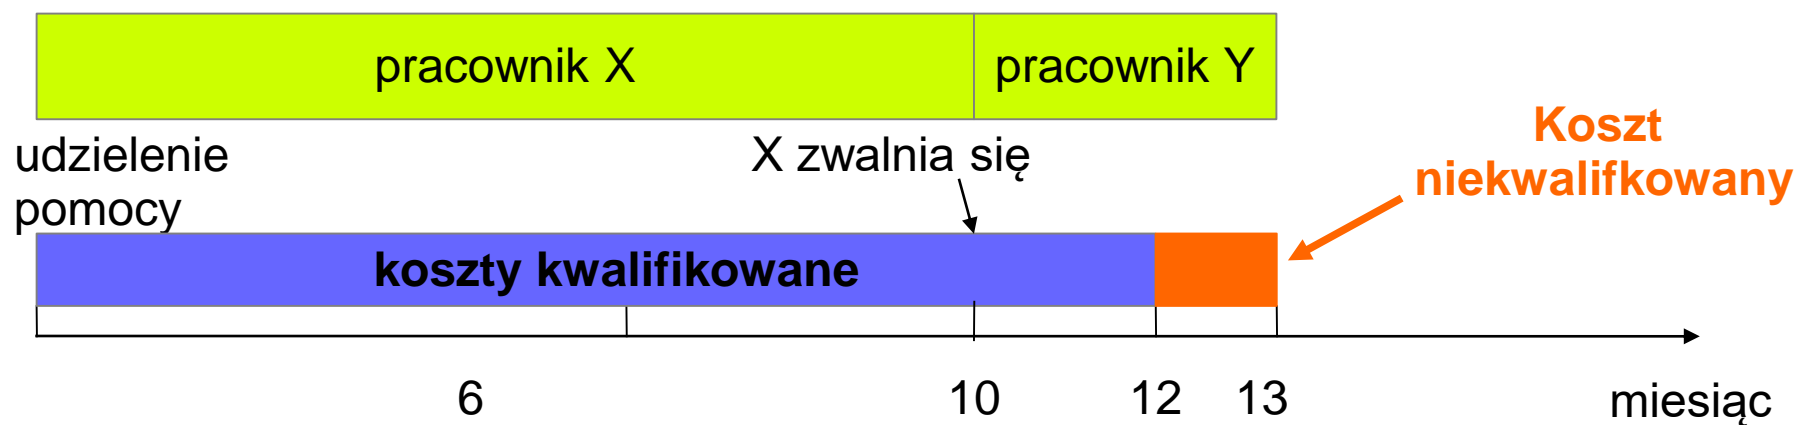 pracownik X
pracownik Y
udzielenie
pomocy
X zwalnia się
Koszt
niekwalifkowany
koszty kwalifikowane
6
10
12
13
miesiąc